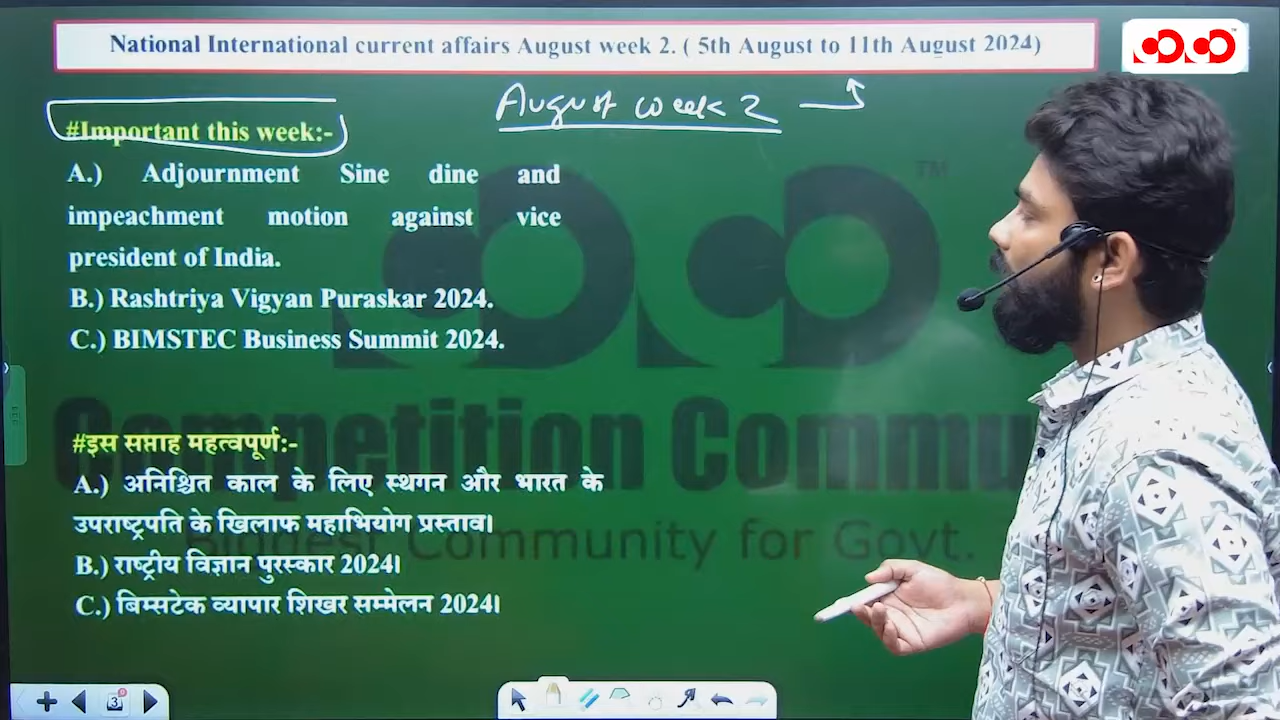 National International current affairs August week 2. ( 5th August to 11th August 2024)
August week 2
#Important this week:-
A.) Adjournment Sine dine and
impeachment motion against vice
president of India.
B.) Rashtriya Vigyan Puraskar 2024.
C.) BIMSTEC Business Summit 2024.
TM
Competition Commu
#इस सप्ताह महत्वपूर्ण:-
A.) अनिश्चित काल के लिए स्थगन और भारत के
उपराष्ट्रपति के खिलाफ महाभियोग प्रस्ताव।
Biggest Community for Govt.
B.) राष्ट्रीय विज्ञान पुरस्कार 2024।
C.) बिम्सटेक व्यापार शिखर सम्मेलन 2024।
3